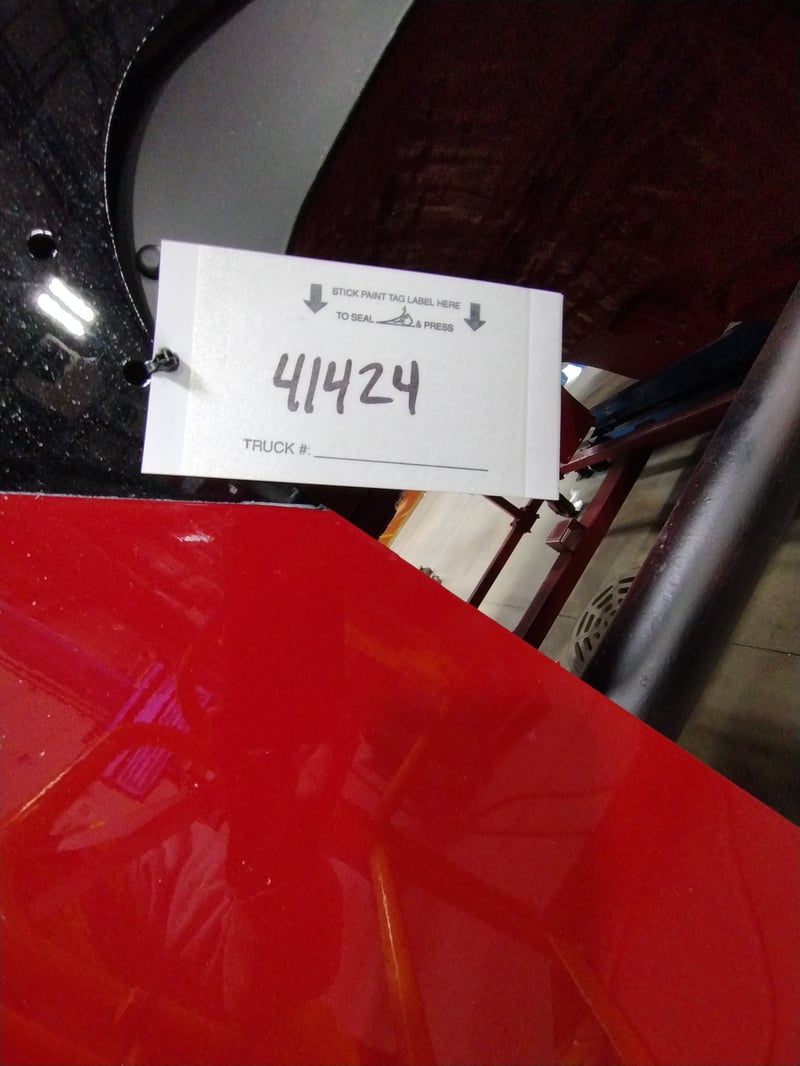 STICK PAINT TAG LABEL HERE
TO SEAL & PRESS
41424
TRUCK #: